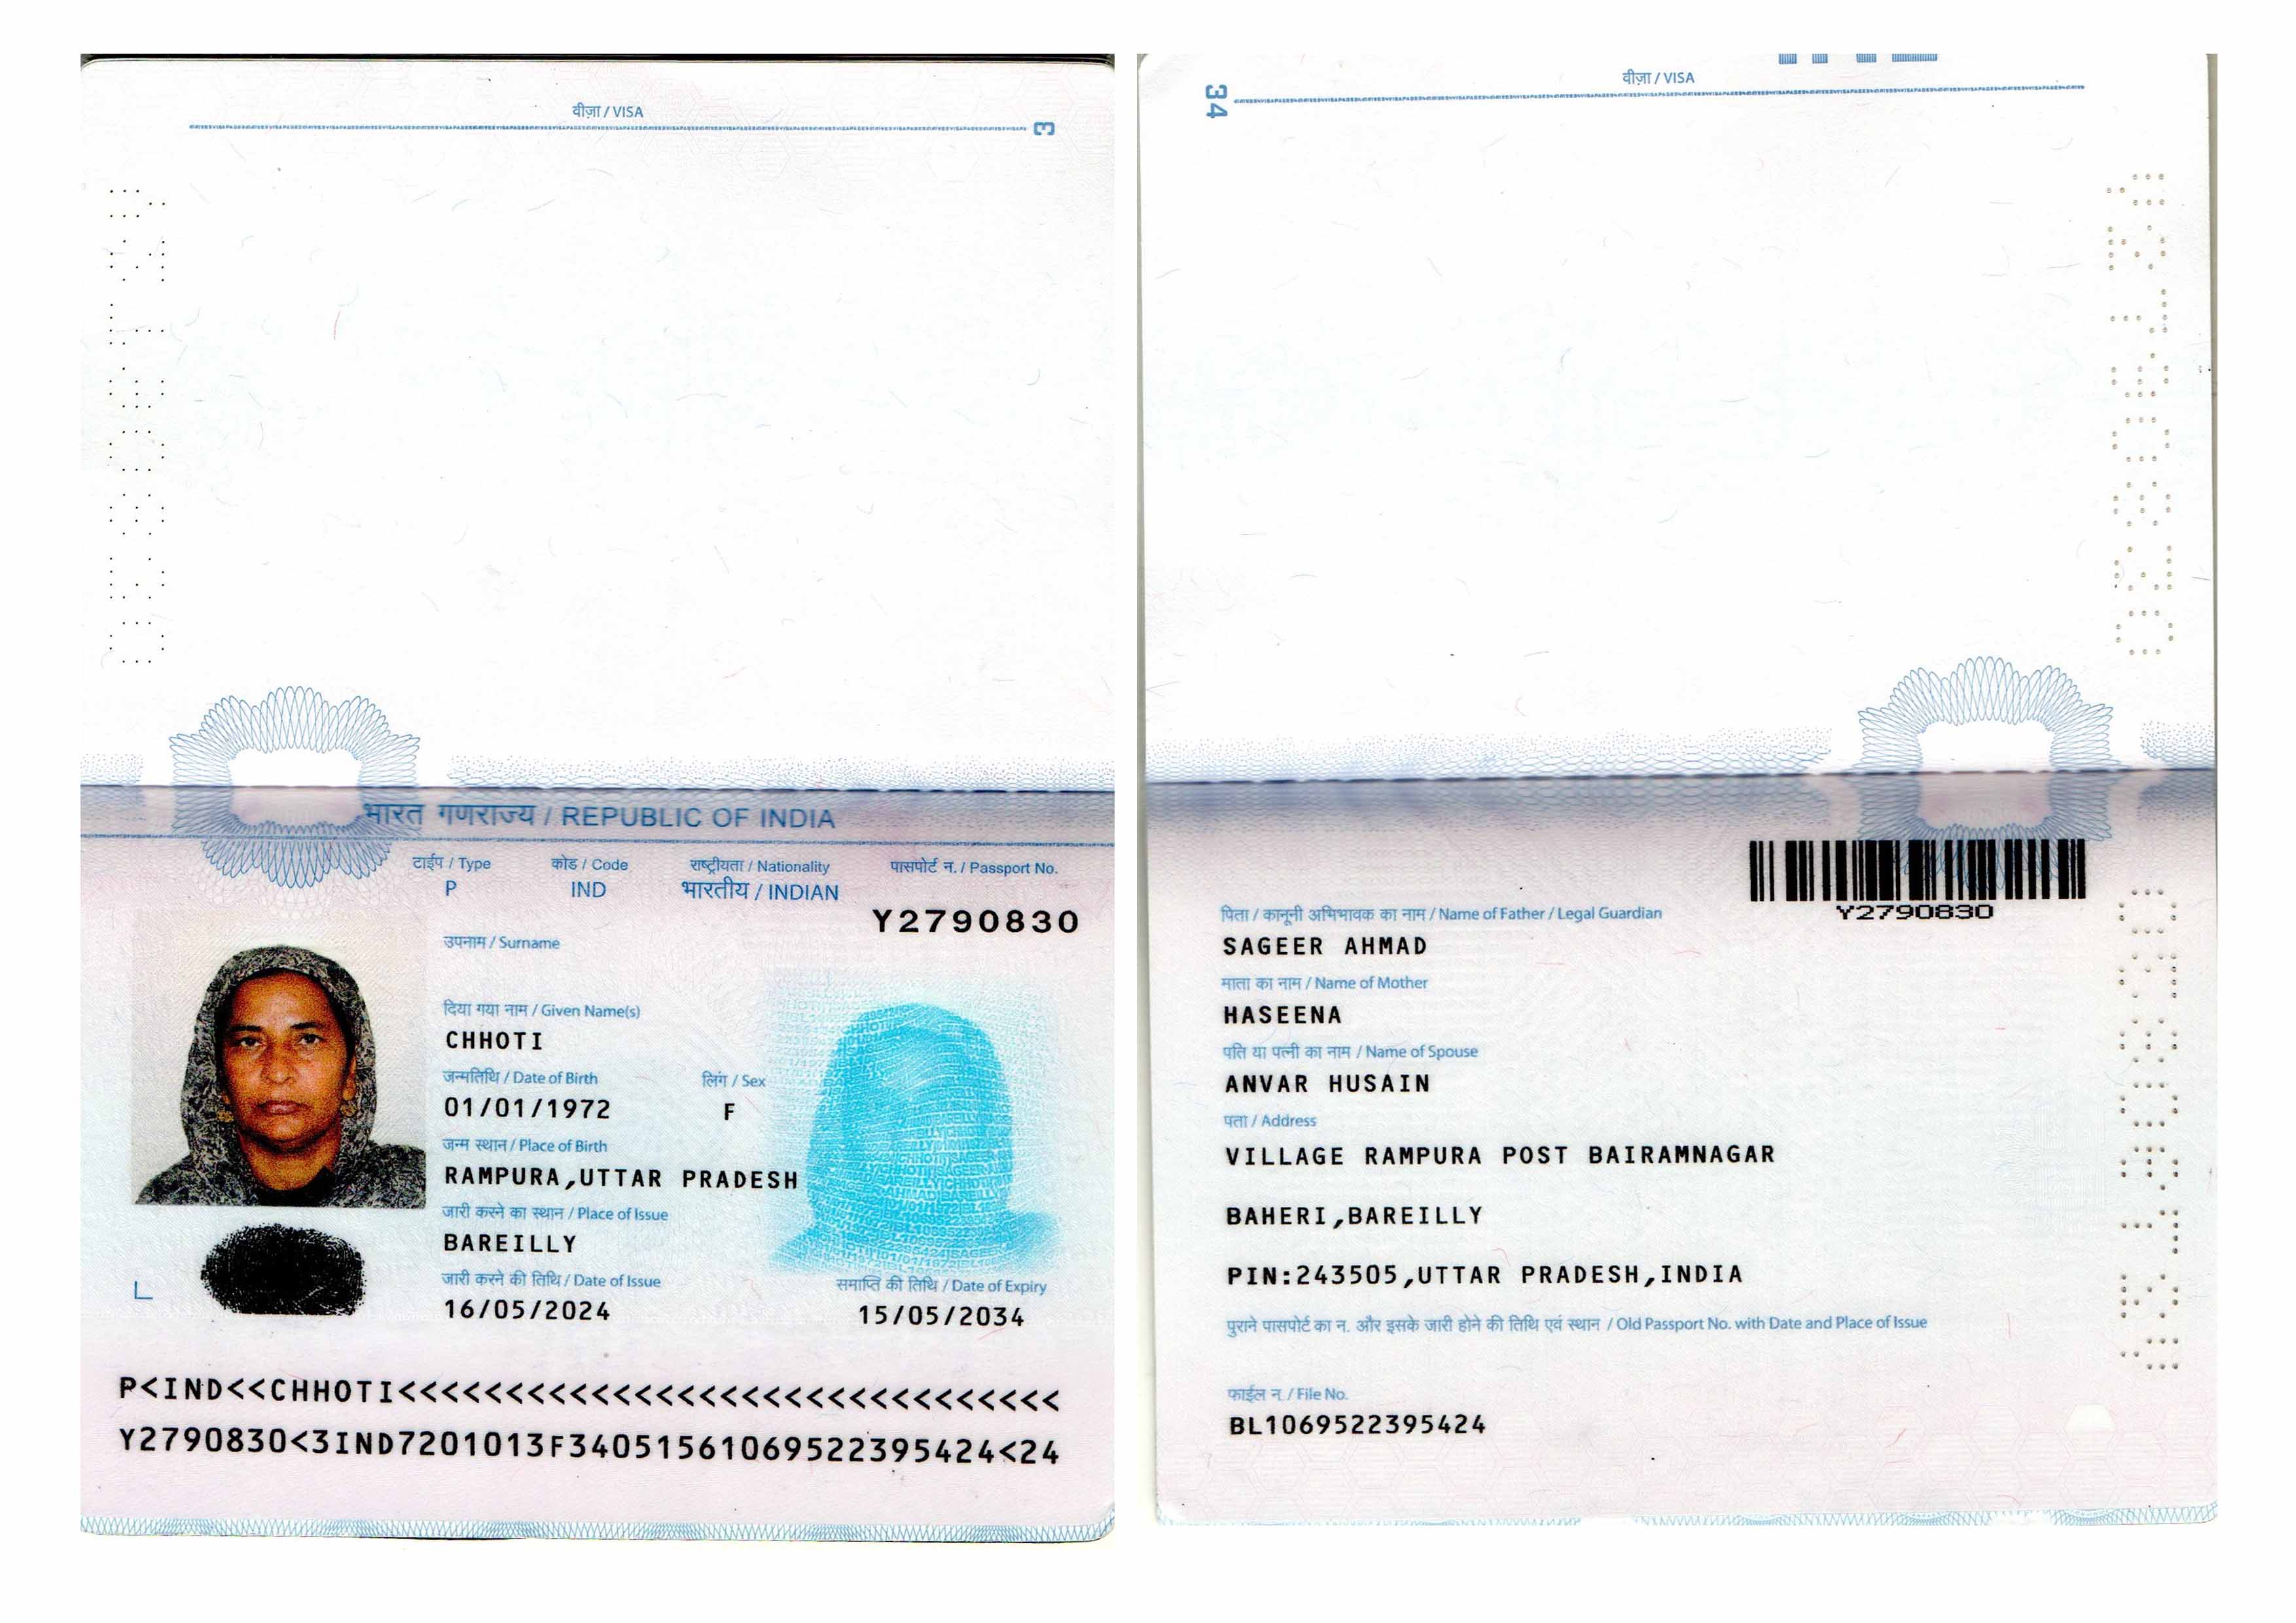 वीज़ा / VISA
3
भारत गणराज्य / REPUBLIC OF INDIA
टाईप / Type कोड / Code राष्ट्रीयता / Nationality पासपोर्ट न. / Passport No.
P IND भारतीय / INDIAN
Y2790830
उपनाम / Surname
दिया गया नाम / Given Name(s)
CHHOTI
जन्मतिथि / Date of Birth लिंग / Sex
01/01/1972 F
जन्म स्थान / Place of Birth
RAMPURA,UTTAR PRADESH
जारी करने का स्थान / Place of Issue
BAREILLY
जारी करने की तिथि / Date of Issue समाप्ति की तिथि / Date of Expiry
16/05/2024 15/05/2034
P<IND<<CHHOTI<<<<<<<<<<<<<<<<<<<<<<<<<<<<<<<
Y2790830<3IND7201013F34051561069522395424<24
वीज़ा / VISA
34
Y2790830
पिता / कानूनी अभिभावक का नाम / Name of Father / Legal Guardian
SAGEER AHMAD
माता का नाम / Name of Mother
HASEENA
पति या पत्नी का नाम / Name of Spouse
ANVAR HUSAIN
पता / Address
VILLAGE RAMPURA POST BAIRAMNAGAR
BAHERI,BAREILLY
PIN:243505,UTTAR PRADESH,INDIA
पुराने पासपोर्ट का न. और इसके जारी होने की तिथि एवं स्थान / Old Passport No. with Date and Place of Issue
फाईल न. / File No.
BL1069522395424